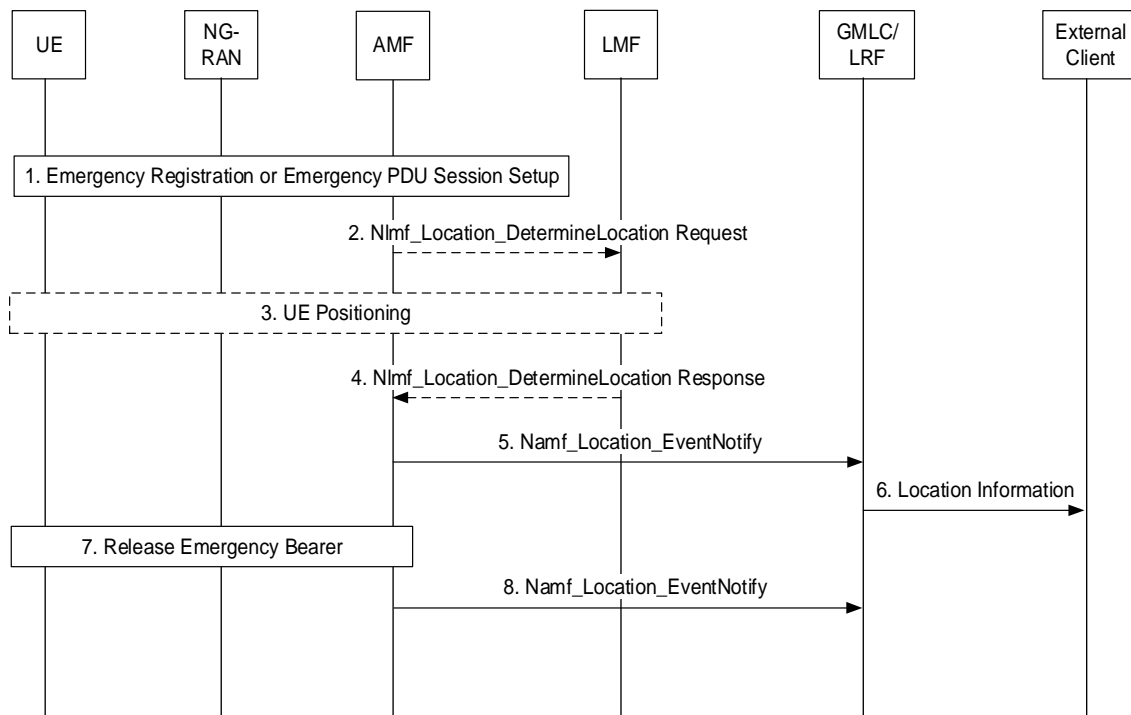 UE
NG-
RAN
AMF
LMF
GMLC/
LRF
External
Client
1. Emergency Registration or Emergency PDU Session Setup
2. Nlmf_Location_DetermineLocation Request
3. UE Positioning
4. Nlmf_Location_DetermineLocation Response
5. Namf_Location_EventNotify
6. Location Information
7. Release Emergency Bearer
8. Namf_Location_EventNotify